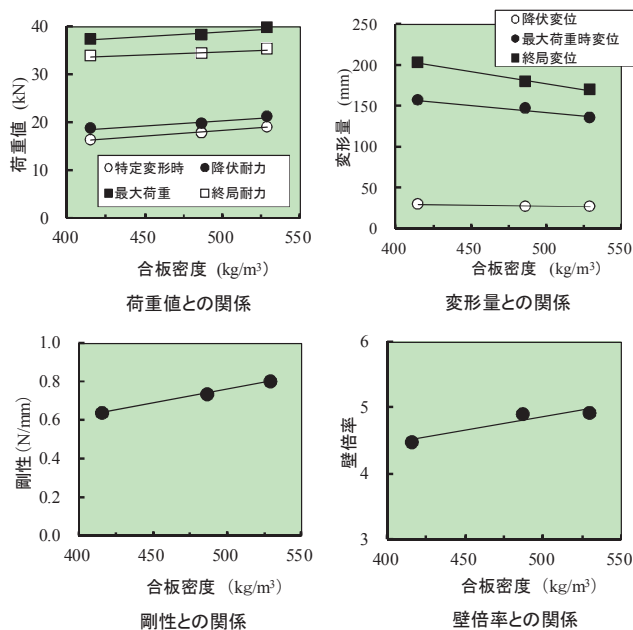 40
30
20
10
0
荷重値 (kN)
○特定変形時 ●降伏耐力
■最大荷重 □終局耐力
400 450 500 550
合板密度 (kg/m³)
荷重値との関係
250
200
150
100
50
0
変形量 (mm)
○降伏変位
●最大荷重時変位
■終局変位
400 450 500 550
合板密度 (kg/m³)
変形量との関係
1.0
0.8
0.6
0.4
0.2
0.0
剛性(N/mm)
400 450 500 550
合板密度 (kg/m³)
剛性との関係
6
5
4
3
壁倍率
400 450 500 550
合板密度 (kg/m³)
壁倍率との関係